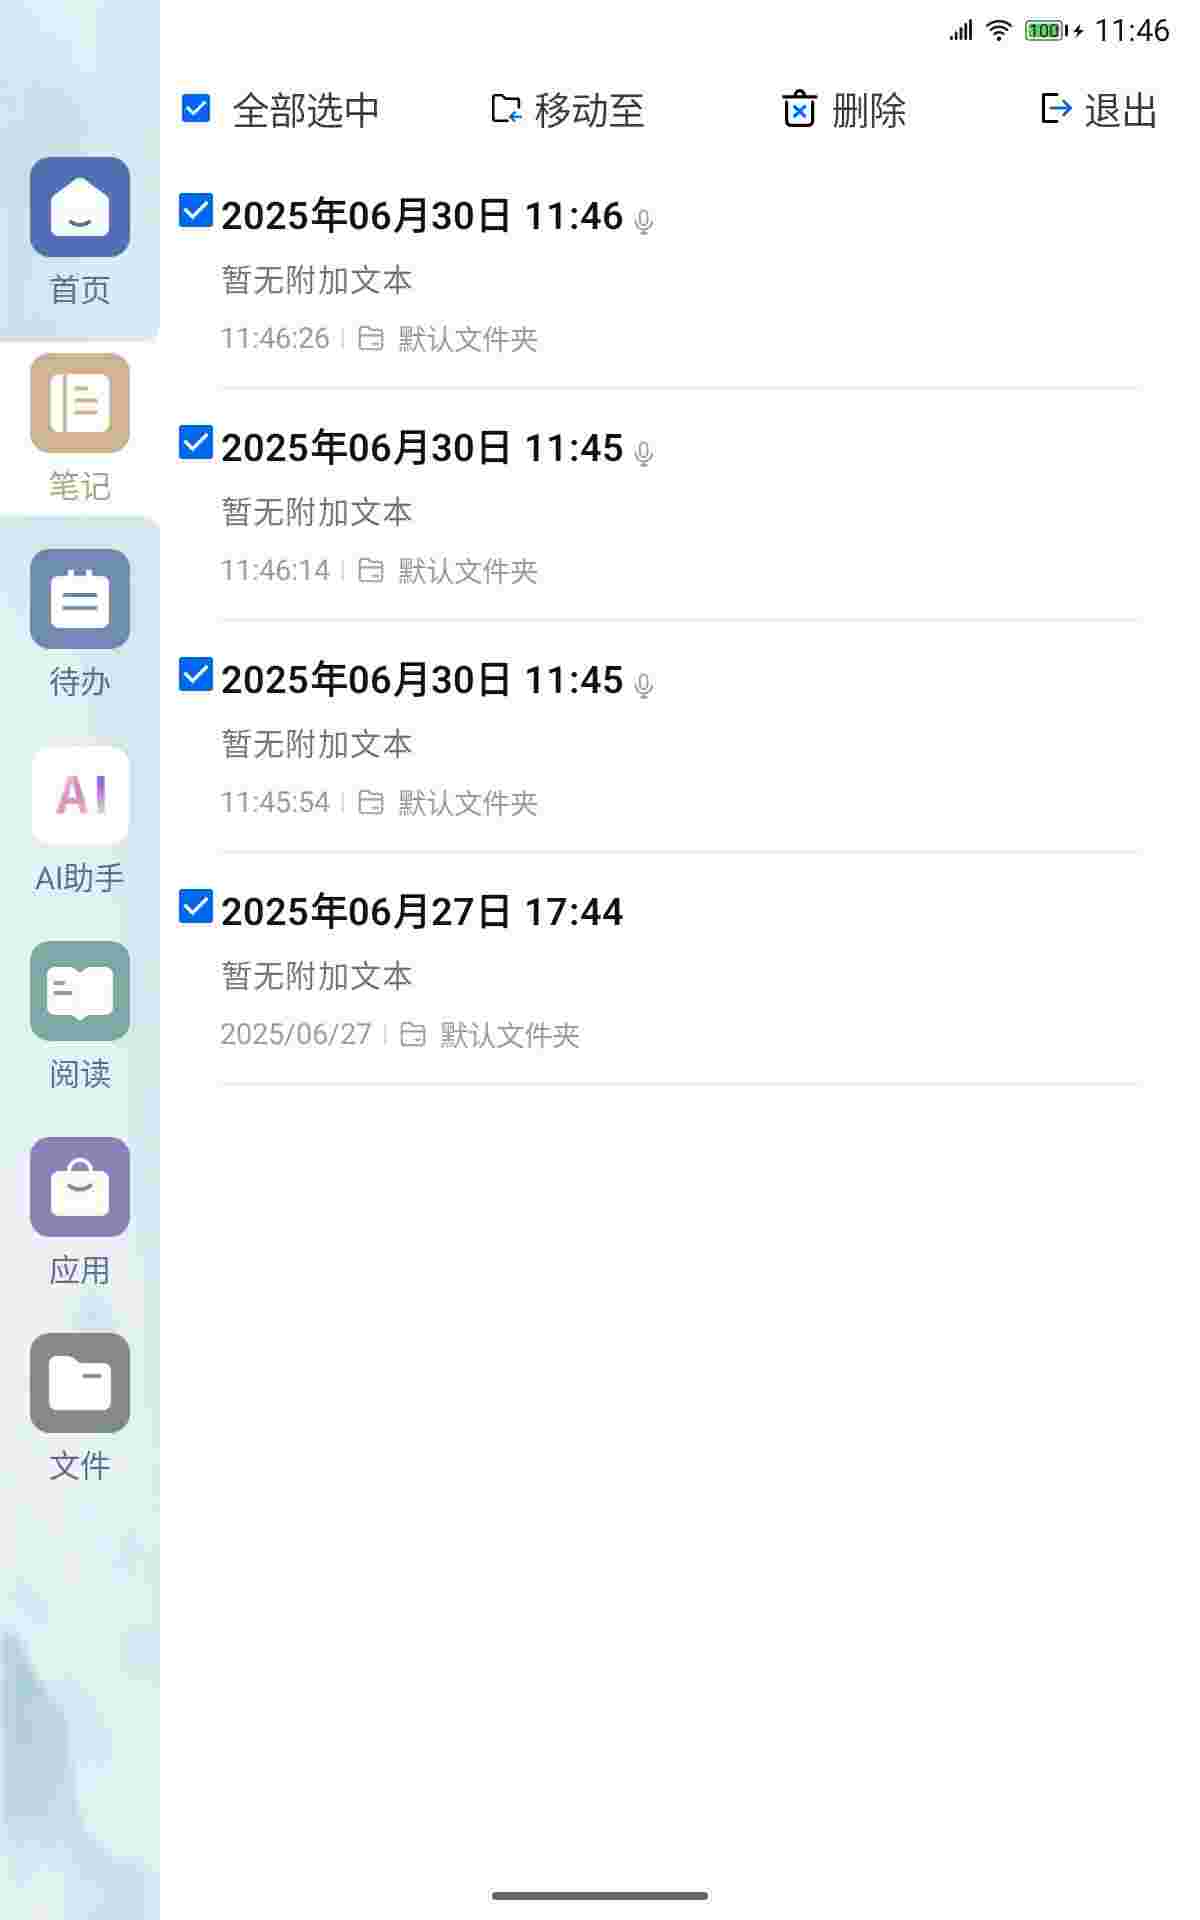 100 11:46
全部选中 移动至 删除 退出
2025年06月30日 11:46
暂无附加文本
11:46:26 默认文件夹
2025年06月30日 11:45
暂无附加文本
11:46:14 默认文件夹
2025年06月30日 11:45
暂无附加文本
11:45:54 默认文件夹
2025年06月27日 17:44
暂无附加文本
2025/06/27 默认文件夹
首页
笔记
待办
AI
AI助手
阅读
应用
文件